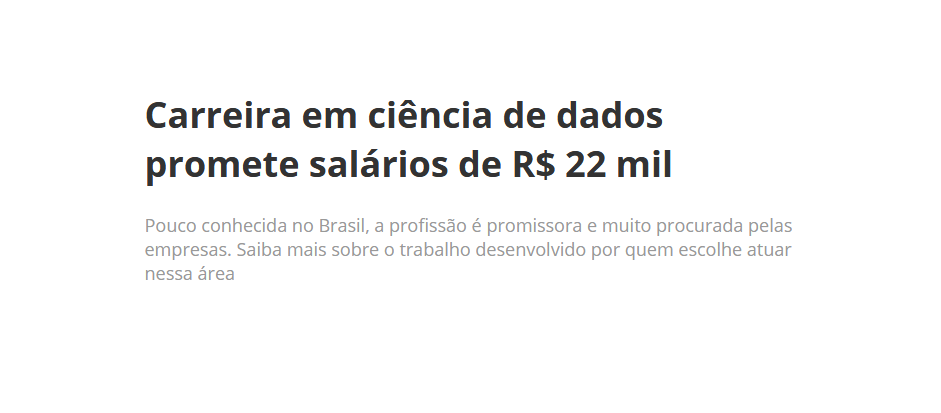 Carreira em ciência de dados
promete salários de R$ 22 mil
Pouco conhecida no Brasil, a profissão é promissora e muito procurada pelas
empresas. Saiba mais sobre o trabalho desenvolvido por quem escolhe atuar
nessa área